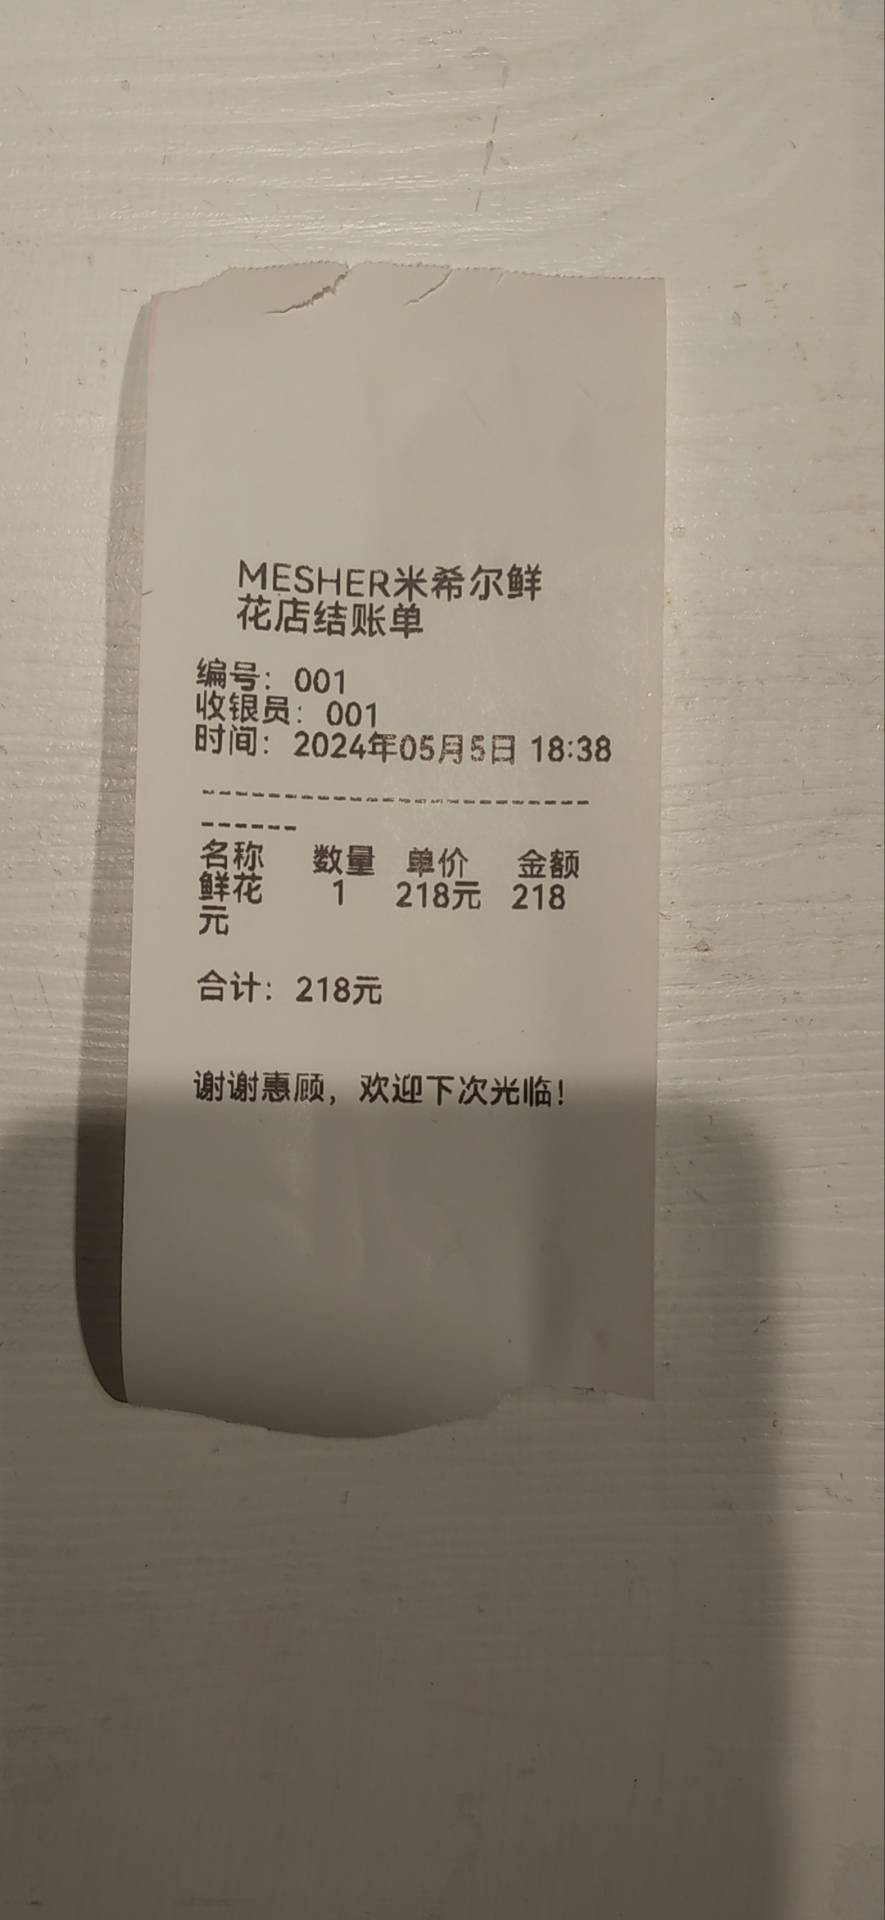 MESHER米希尔鲜
花店结账单
编号：001
收银员：001
时间：2024年05月5日 18:38
--------------------------------
------
名称 数量 单价 金额
鲜花 1 218元 218
元
合计：218元
谢谢惠顾，欢迎下次光临！